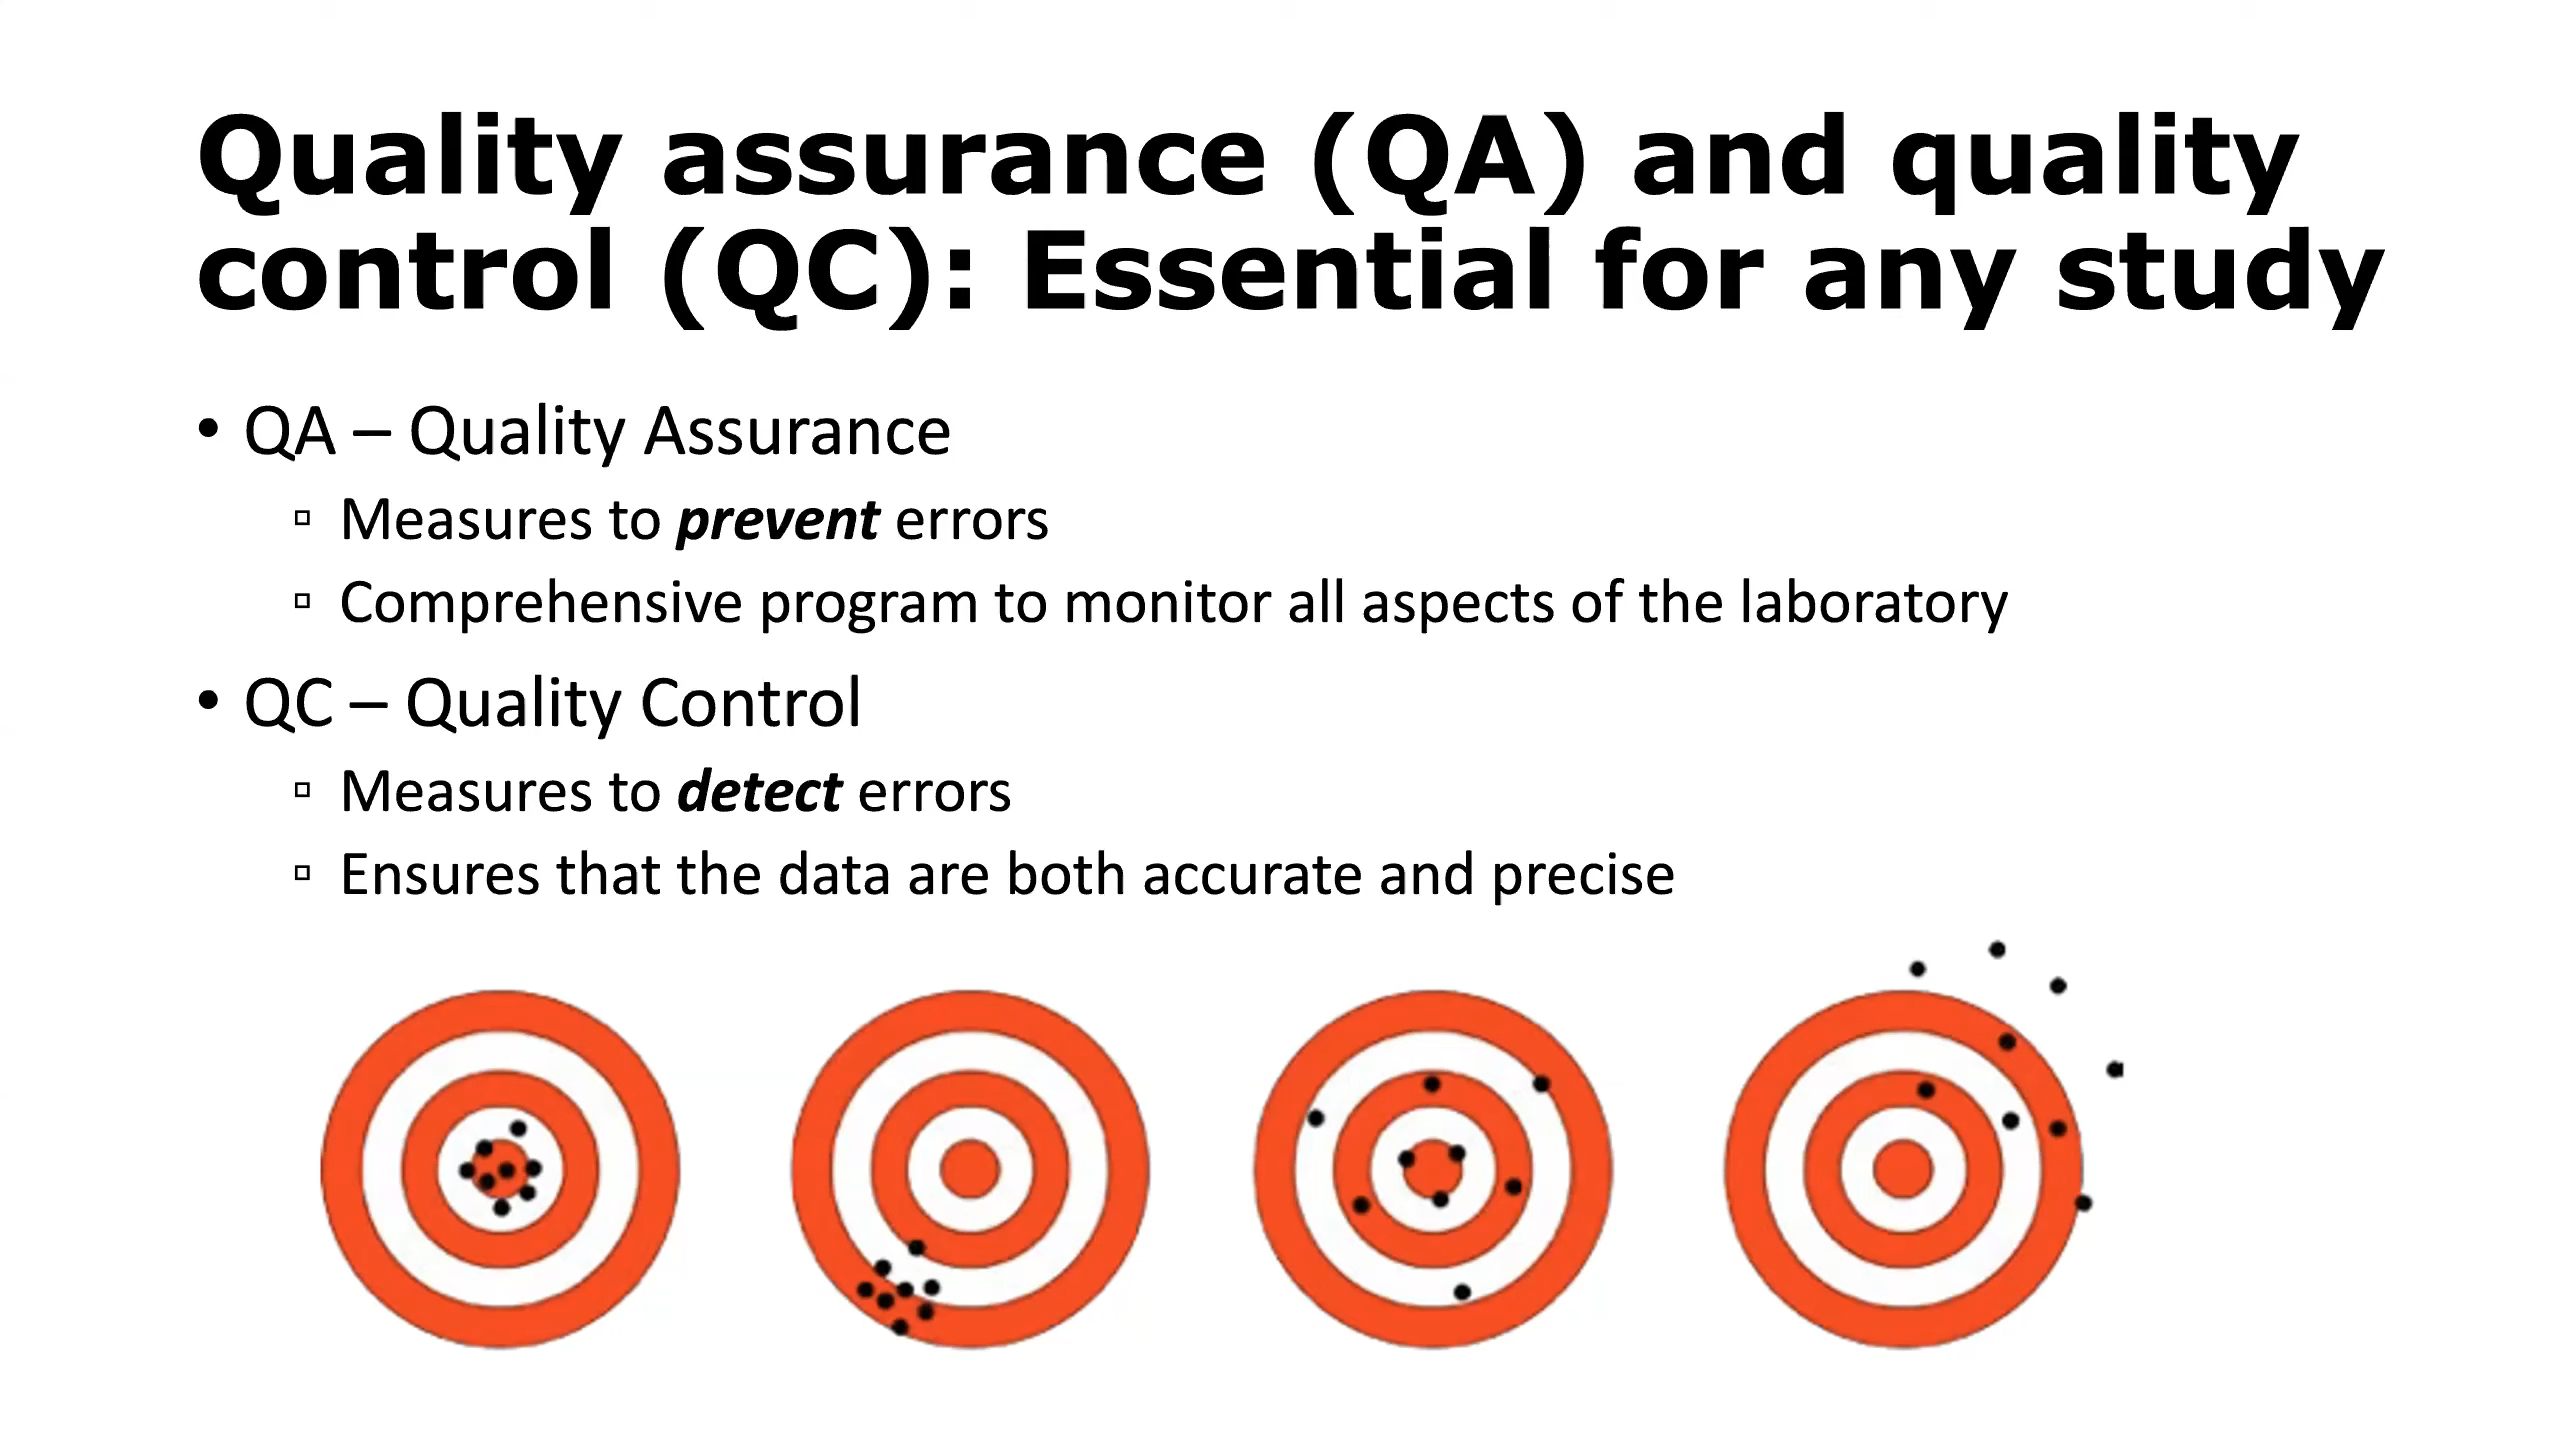 Quality assurance (QA) and quality
control (QC): Essential for any study
• QA – Quality Assurance
▫ Measures to prevent errors
▫ Comprehensive program to monitor all aspects of the laboratory
• QC – Quality Control
▫ Measures to detect errors
▫ Ensures that the data are both accurate and precise